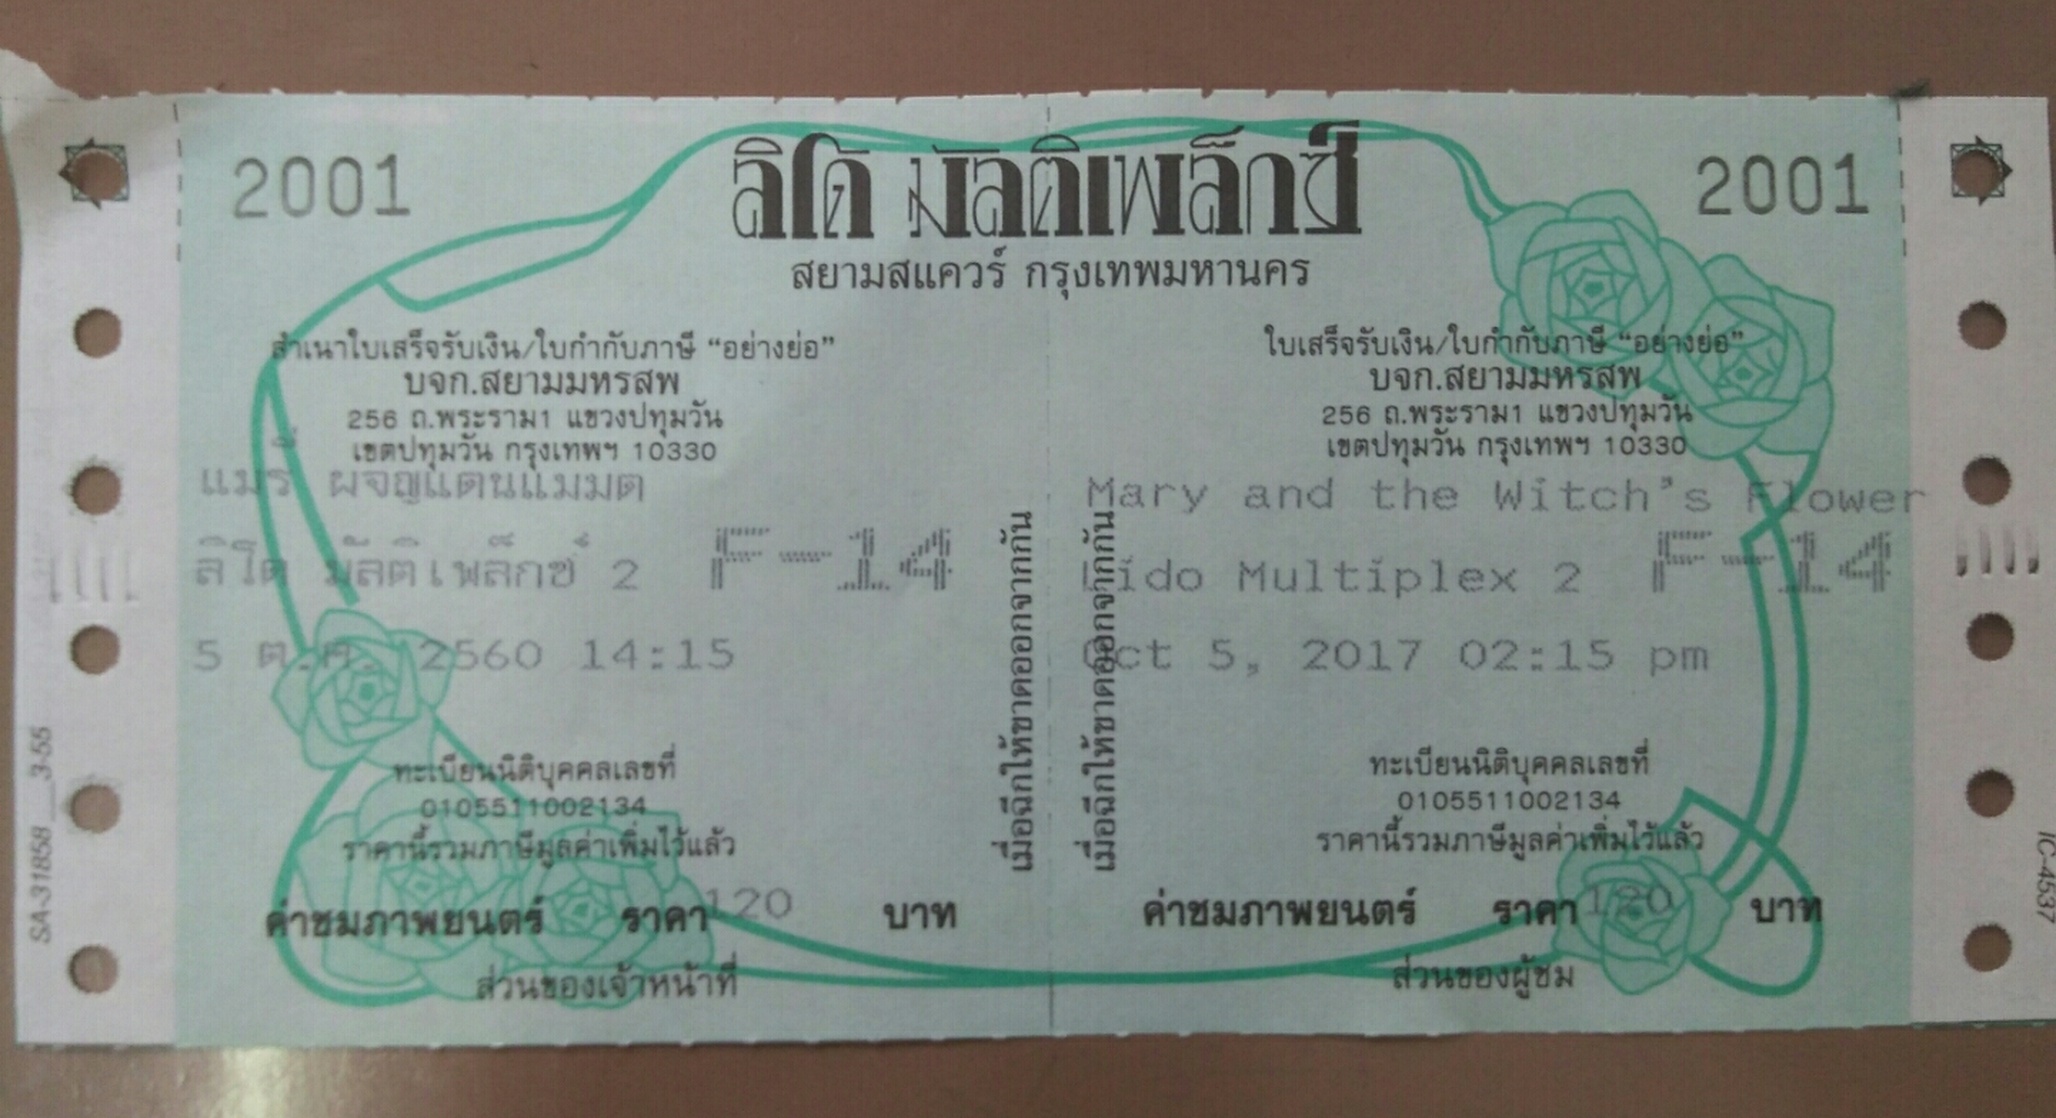 2001
ลิโด้ มัลติเพล็กซ์
2001
สยามสแควร์ กรุงเทพมหานคร
สำเนาใบเสร็จรับเงิน/ใบกำกับภาษี “อย่างย่อ”
บจก.สยามมหรสพ
256 ถ.พระราม1 แขวงปทุมวัน
เขตปทุมวัน กรุงเทพฯ 10330
แมรี่ ผจญแดนแม่มด
ลิโด มัลติเพล็กซ์ 2 F-14
5 ต.ค. 2560 14:15
ทะเบียนนิติบุคคลเลขที่
0105511002134
ราคานี้รวมภาษีมูลค่าเพิ่มไว้แล้ว
ค่าชมภาพยนตร์ ราคา 120 บาท
ส่วนของเจ้าหน้าที่
เมื่อฉีกให้ขาดออกจากกัน
เมื่อฉีกให้ขาดออกจากกัน
ใบเสร็จรับเงิน/ใบกำกับภาษี “อย่างย่อ”
บจก.สยามมหรสพ
256 ถ.พระราม1 แขวงปทุมวัน
เขตปทุมวัน กรุงเทพฯ 10330
Mary and the Witch's Flower
Lido Multiplex 2 F-14
Oct 5, 2017 02:15 pm
ทะเบียนนิติบุคคลเลขที่
0105511002134
ราคานี้รวมภาษีมูลค่าเพิ่มไว้แล้ว
ค่าชมภาพยนตร์ ราคา 120 บาท
ส่วนของผู้ชม
SA-31858__3-55
IC-4537